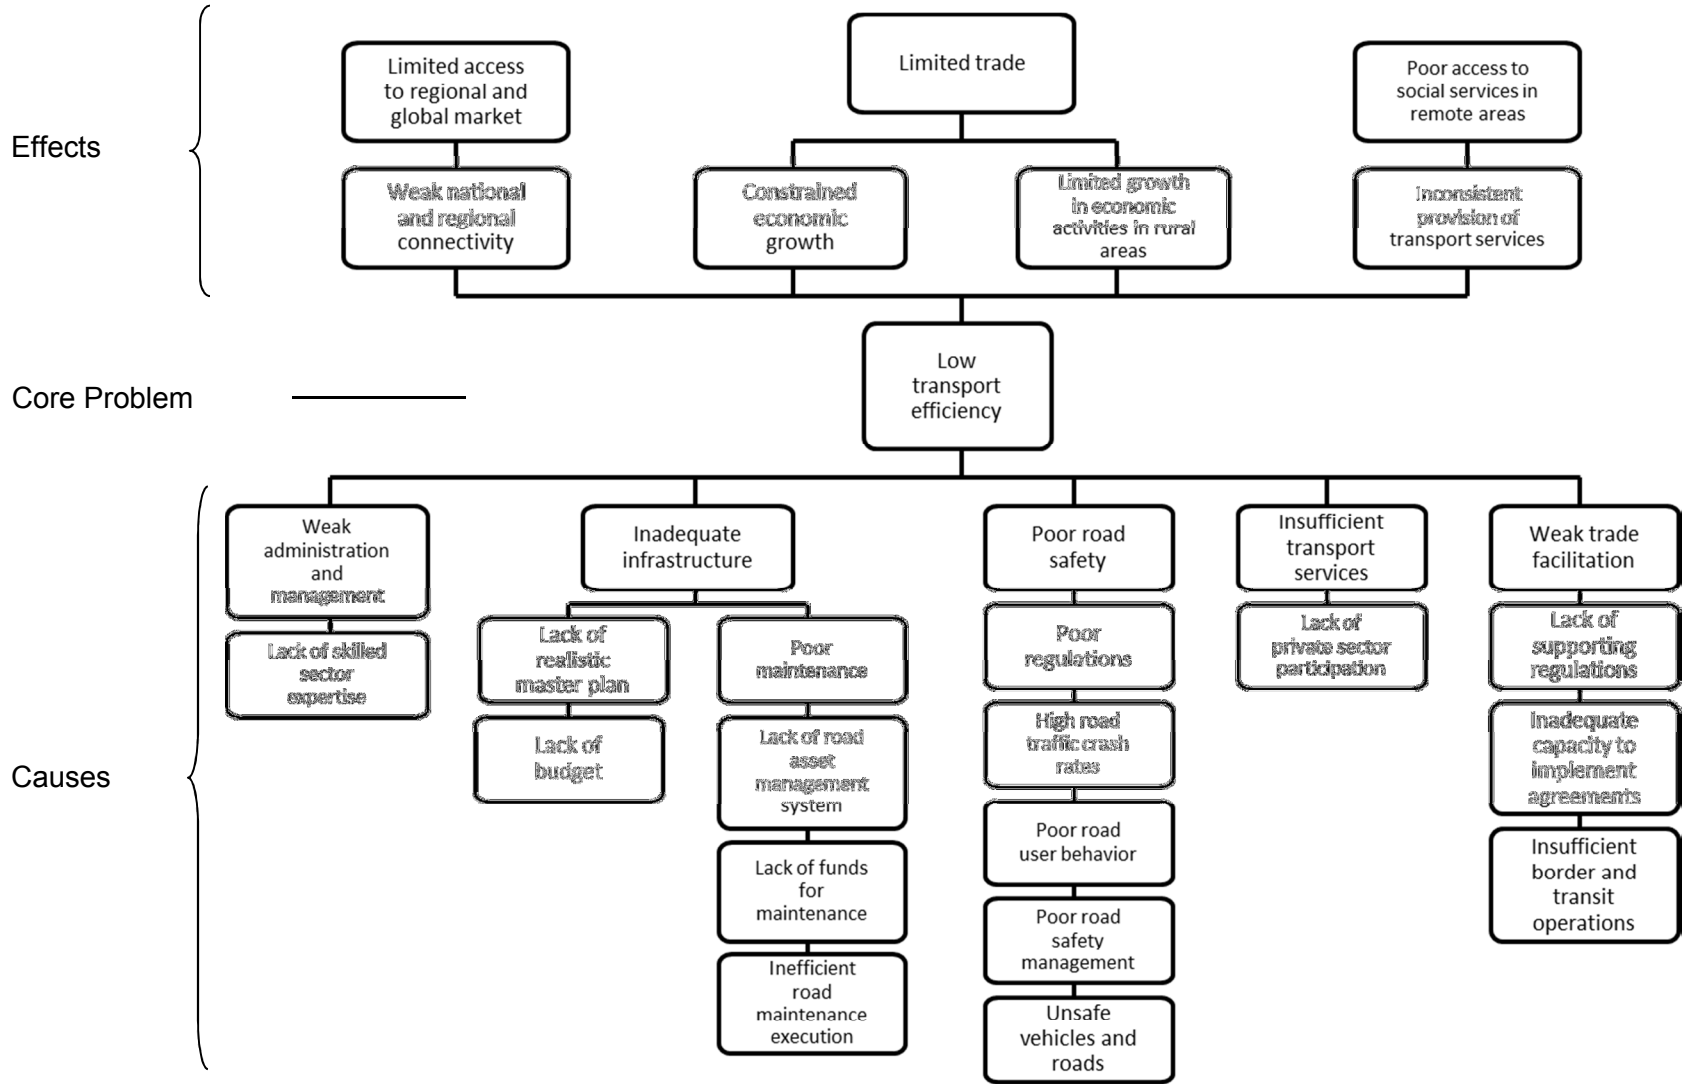 Effects
Limited access
to regional and
global market
Limited trade
Poor access to
social services in
remote areas
Weak national
and regional
connectivity
Constrained
economic
growth
Limited growth
in economic
activities in rural
areas
Inconsistent
provision of
transport services
Core Problem
Low
transport
efficiency
Causes
Weak
administration
and
management
Lack of skilled
sector
expertise
Inadequate
infrastructure
Lack of
realistic
master plan
Lack of
budget
Poor
maintenance
Lack of road
asset
management
system
Lack of funds
for
maintenance
Inefficient
road
maintenance
execution
Poor road
safety
Poor
regulations
High road
traffic crash
rates
Poor road
user behavior
Poor road
safety
management
Unsafe
vehicles and
roads
Insufficient
transport
services
Lack of
private sector
participation
Weak trade
facilitation
Lack of
supporting
regulations
Inadequate
capacity to
implement
agreements
Insufficient
border and
transit
operations